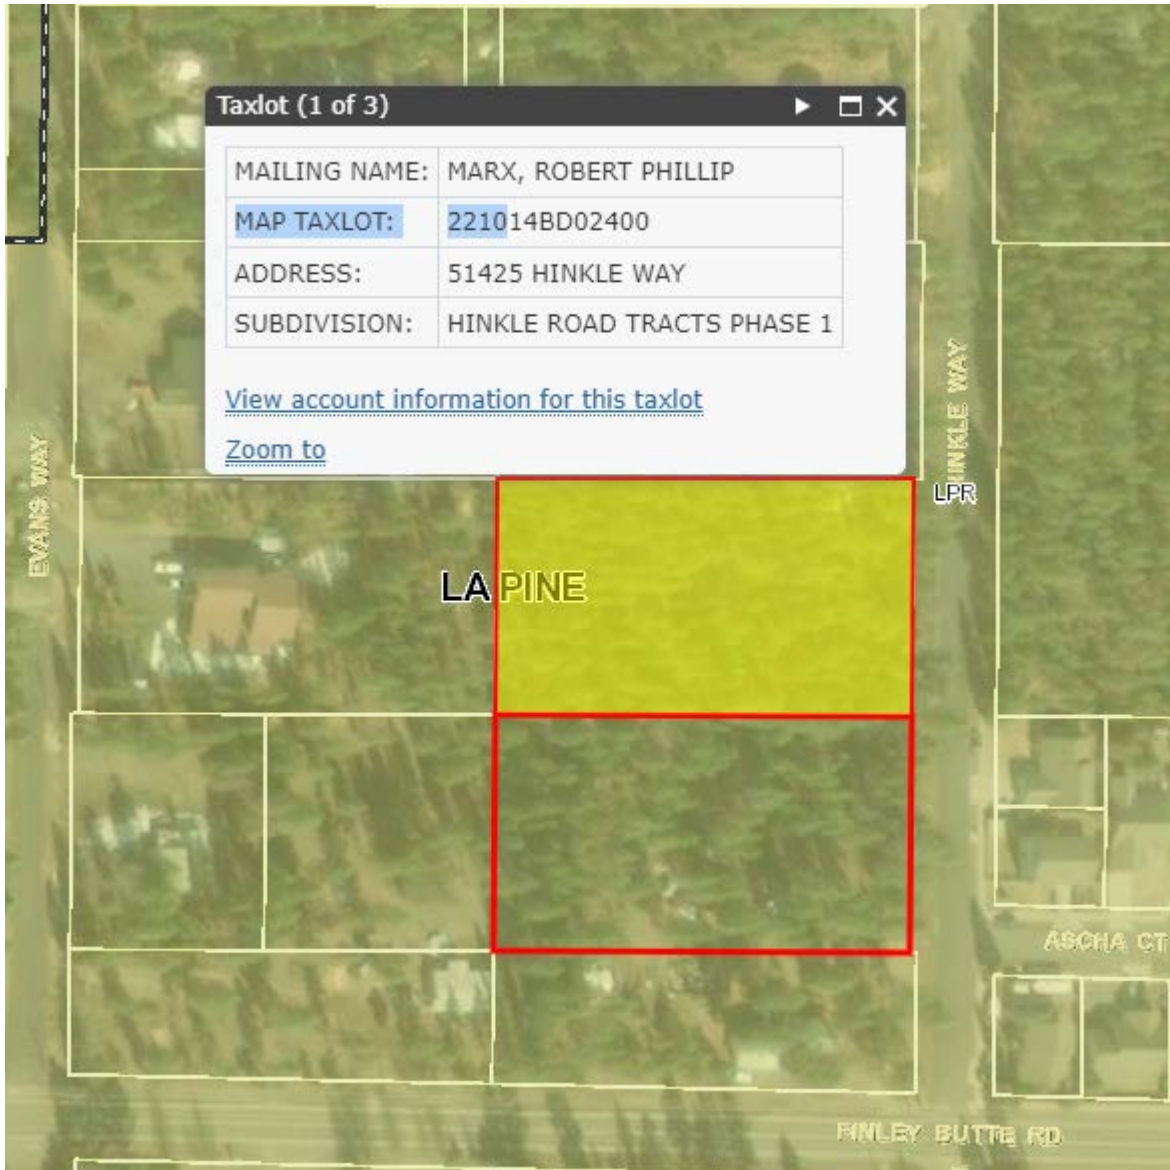 Taxlot (1 of 3)
MAILING NAME: MARX, ROBERT PHILLIP
MAP TAXLOT: 221014BD02400
ADDRESS: 51425 HINKLE WAY
SUBDIVISION: HINKLE ROAD TRACTS PHASE 1
View account information for this taxlot
Zoom to
HINKLE WAY
EVANS WAY
LPR
LA PINE
ASCHA CT
FINLEY BUTTE RD